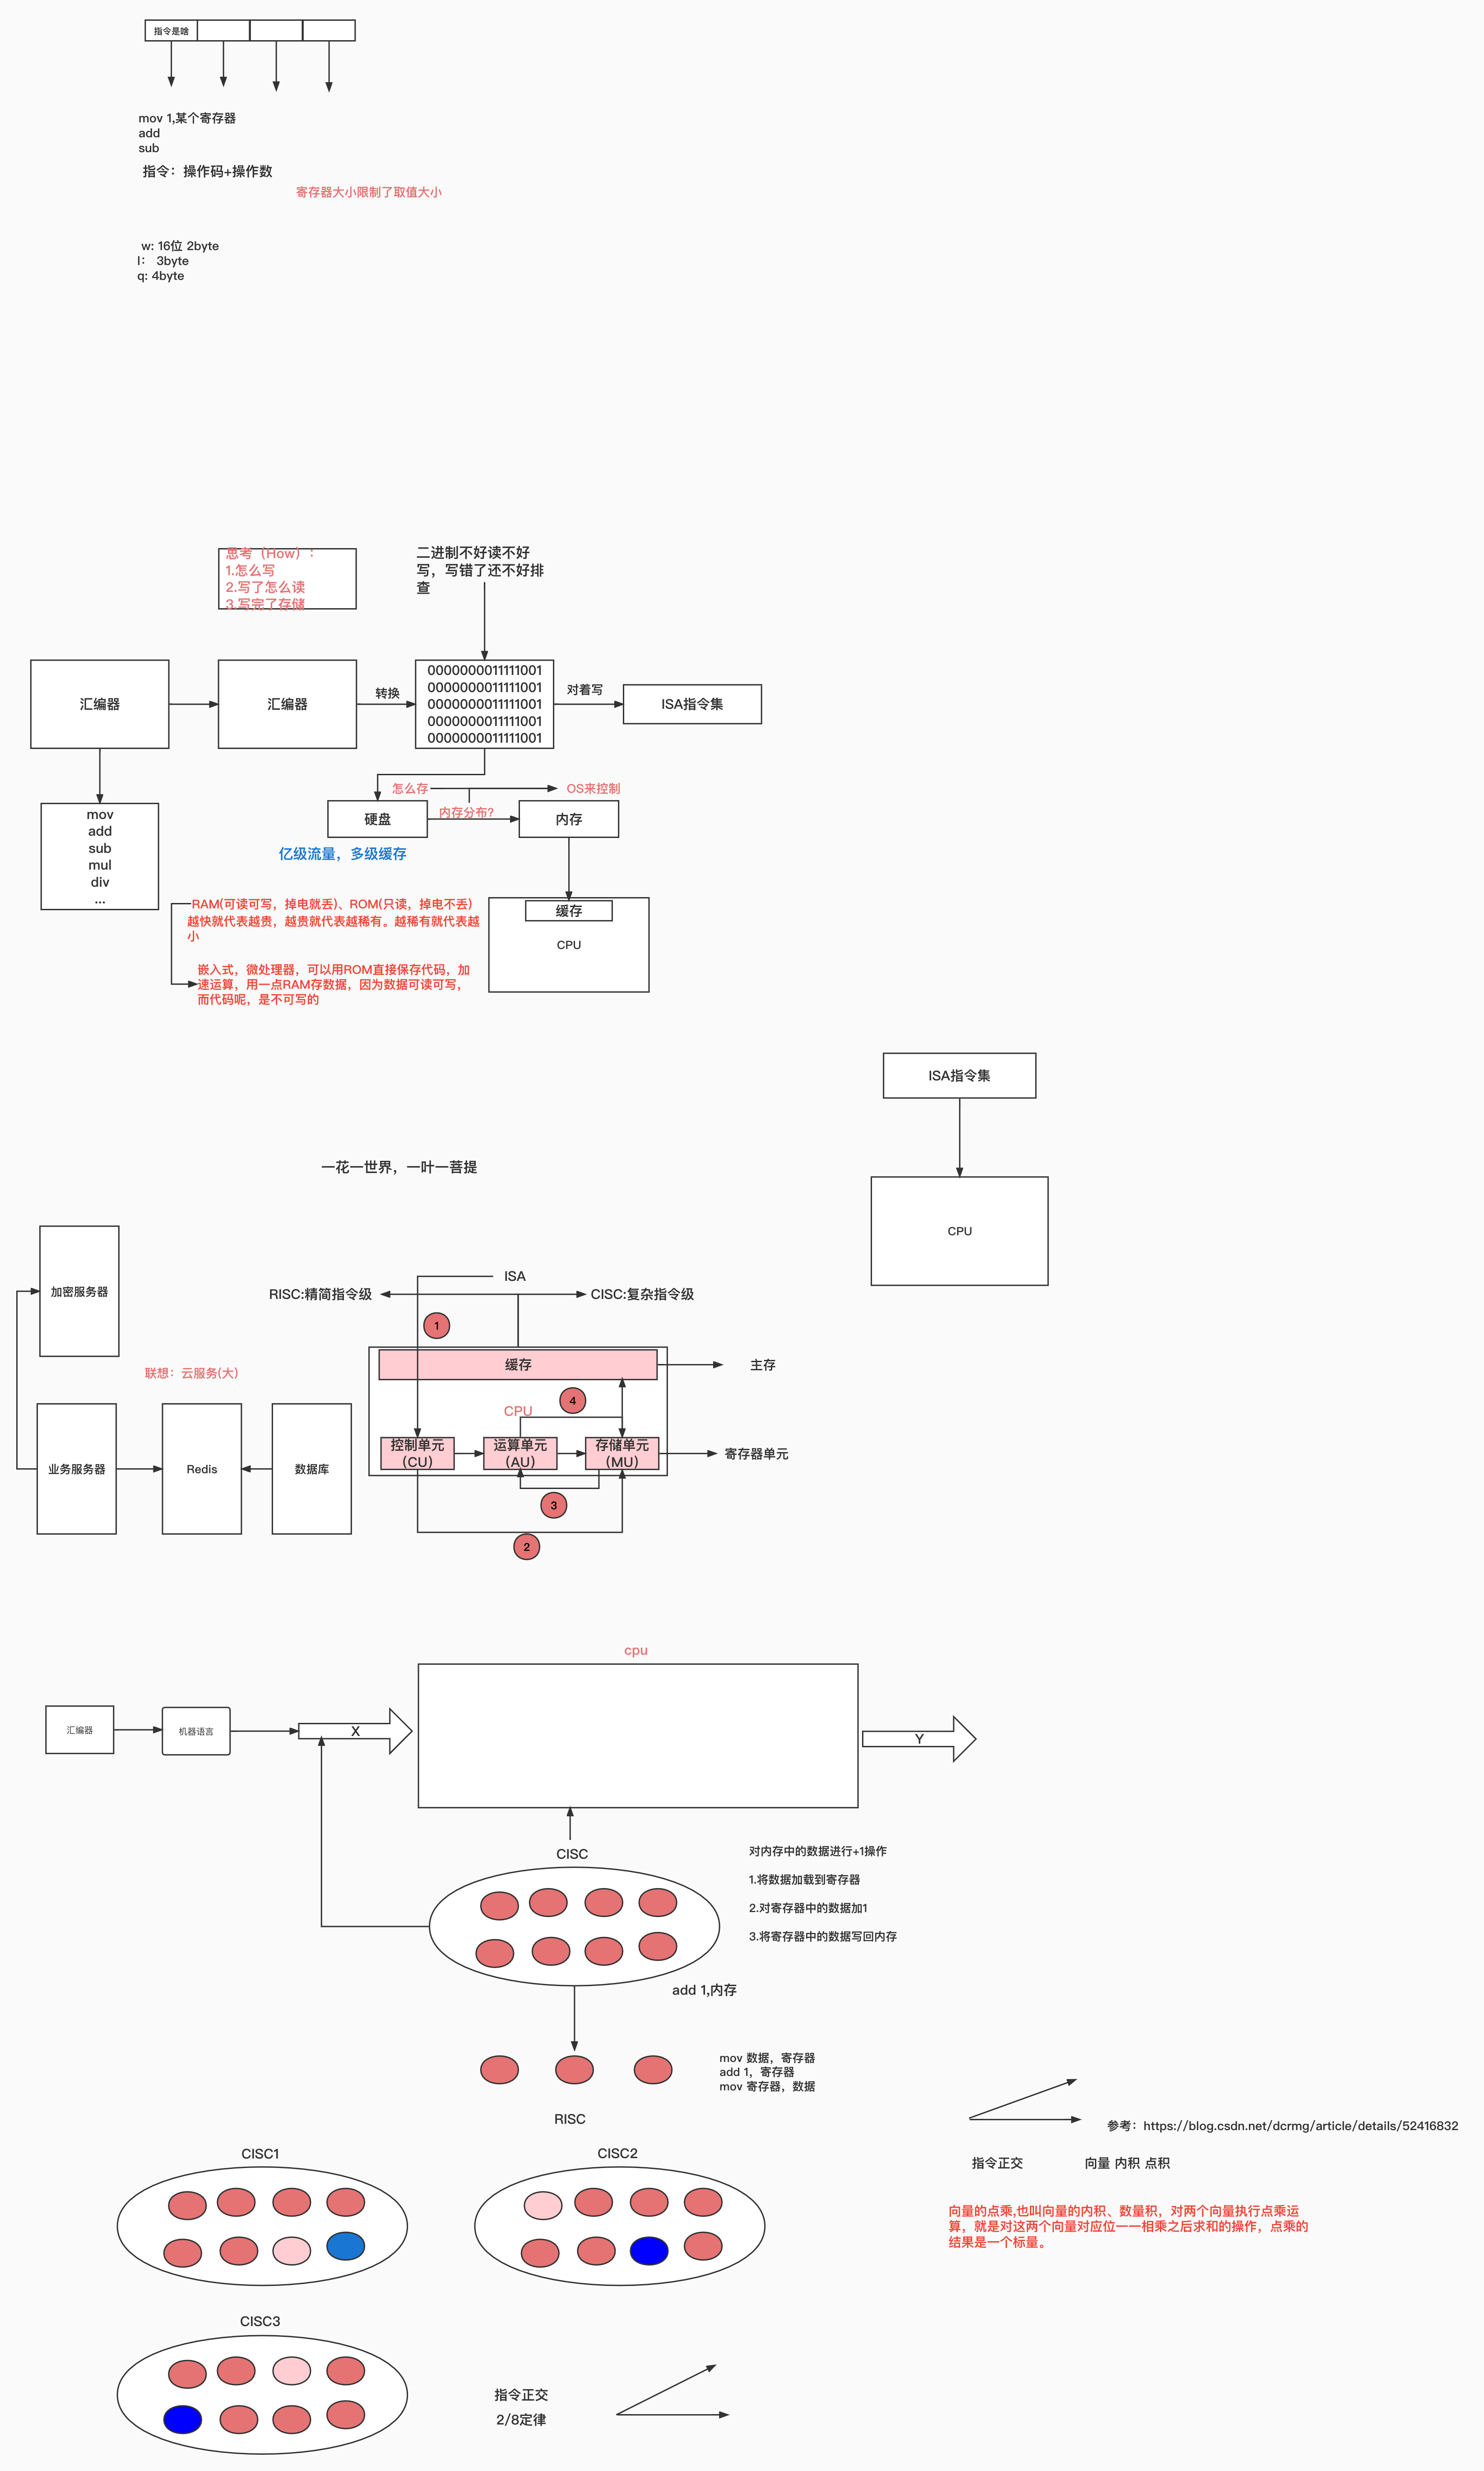 指令是啥
mov 1,某个寄存器
add
sub
指令：操作码+操作数
寄存器大小限制了取值大小
w: 16位 2byte
l： 3byte
q: 4byte
思考（How）：
1.怎么写
2.写了怎么读
3.写完了存储
二进制不好读不好
写，写错了还不好排
查
汇编器
汇编器
转换
0000000011111001
0000000011111001
0000000011111001
0000000011111001
0000000011111001
对着写
ISA指令集
怎么存
OS来控制
内存分布？
硬盘
内存
mov
add
sub
mul
div
...
亿级流量，多级缓存
RAM(可读可写，掉电就丢)、ROM(只读，掉电不丢)
越快就代表越贵，越贵就代表越稀有。越稀有就代表越
小
缓存
CPU
嵌入式，微处理器，可以用ROM直接保存代码，加
速运算，用一点RAM存数据，因为数据可读可写，
而代码呢，是不可写的
ISA指令集
CPU
一花一世界，一叶一菩提
加密服务器
联想：云服务(大)
业务服务器
Redis
数据库
ISA
RISC:精简指令级
CISC:复杂指令级
1
缓存
主存
4
CPU
控制单元
（CU）
运算单元
（AU）
存储单元
（MU）
寄存器单元
3
2
cpu
汇编器
机器语言
X
Y
CISC
对内存中的数据进行+1操作
1.将数据加载到寄存器
2.对寄存器中的数据加1
3.将寄存器中的数据写回内存
add 1,内存
mov 数据，寄存器
add 1，寄存器
mov 寄存器，数据
RISC
参考：https://blog.csdn.net/dcrmg/article/details/52416832
指令正交
向量 内积 点积
向量的点乘,也叫向量的内积、数量积，对两个向量执行点乘运
算，就是对这两个向量对应位一一相乘之后求和的操作，点乘的
结果是一个标量。
CISC1
CISC2
CISC3
指令正交
2/8定律